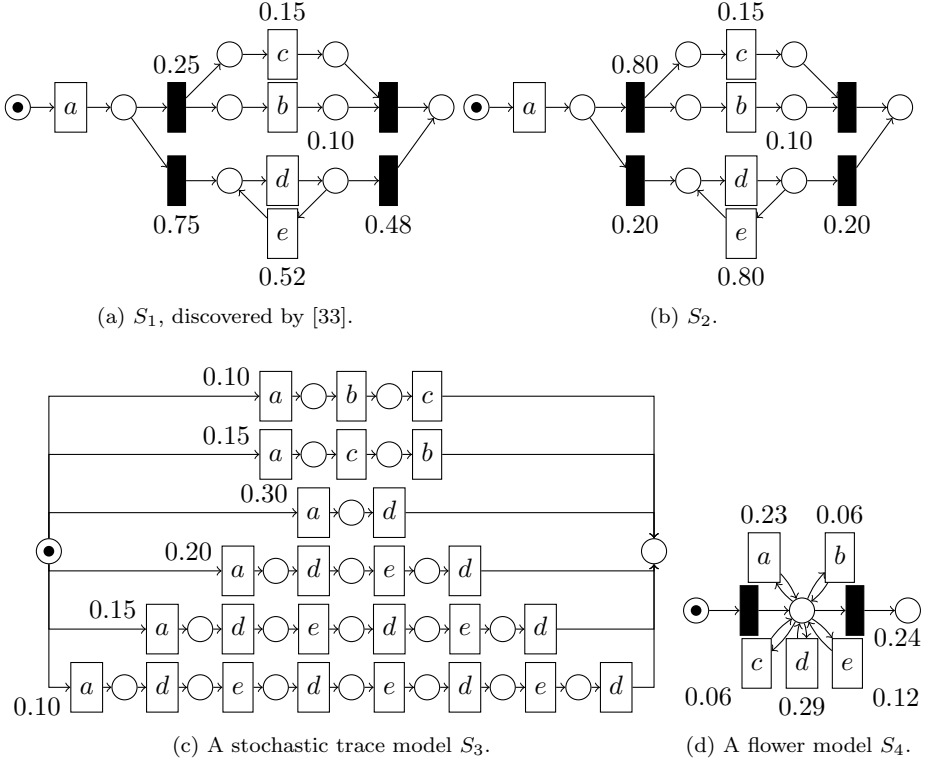 0.15 0.15
c c
0.25 0.80
a b a b
0.10 0.10
d d
0.75 e 0.48 0.20 e 0.20
0.52 0.80
(a) S₁, discovered by [33]. (b) S₂.
0.10 a b c
0.15 a c b
0.30 a d
0.23 0.06
0.20 a d e d
a b
0.15 a d e d e d
0.24
c d e
0.10 a d e d e d e d
0.06 0.29 0.12
(c) A stochastic trace model S₃. (d) A flower model S₄.